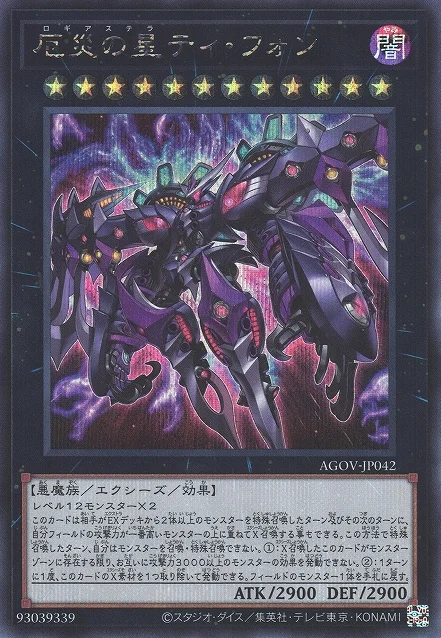 ロギアステラ
厄災の星ティ・フォン
やみ
闇
AGOV-JP042
【悪魔族/エクシーズ/効果】
レベル12モンスター×2
このカードは相手がEXデッキから2体以上のモンスターを特殊召喚したターン及びその次のターンに、
自分フィールドの攻撃力が一番高いモンスターの上に重ねてX召喚する事もできる。この方法で特殊
召喚したターン、自分はモンスターを召喚・特殊召喚できない。①:X召喚したこのカードがモンスター
ゾーンに存在する限り、お互いに攻撃力3000以上のモンスターの効果を発動できない。②:1ターン
に1度、このカードのX素材を1つ取り除いて発動できる。フィールドのモンスター1体を手札に戻す。
ATK/2900 DEF/2900
93039339
©スタジオ・ダイス/集英社・テレビ東京・KONAMI